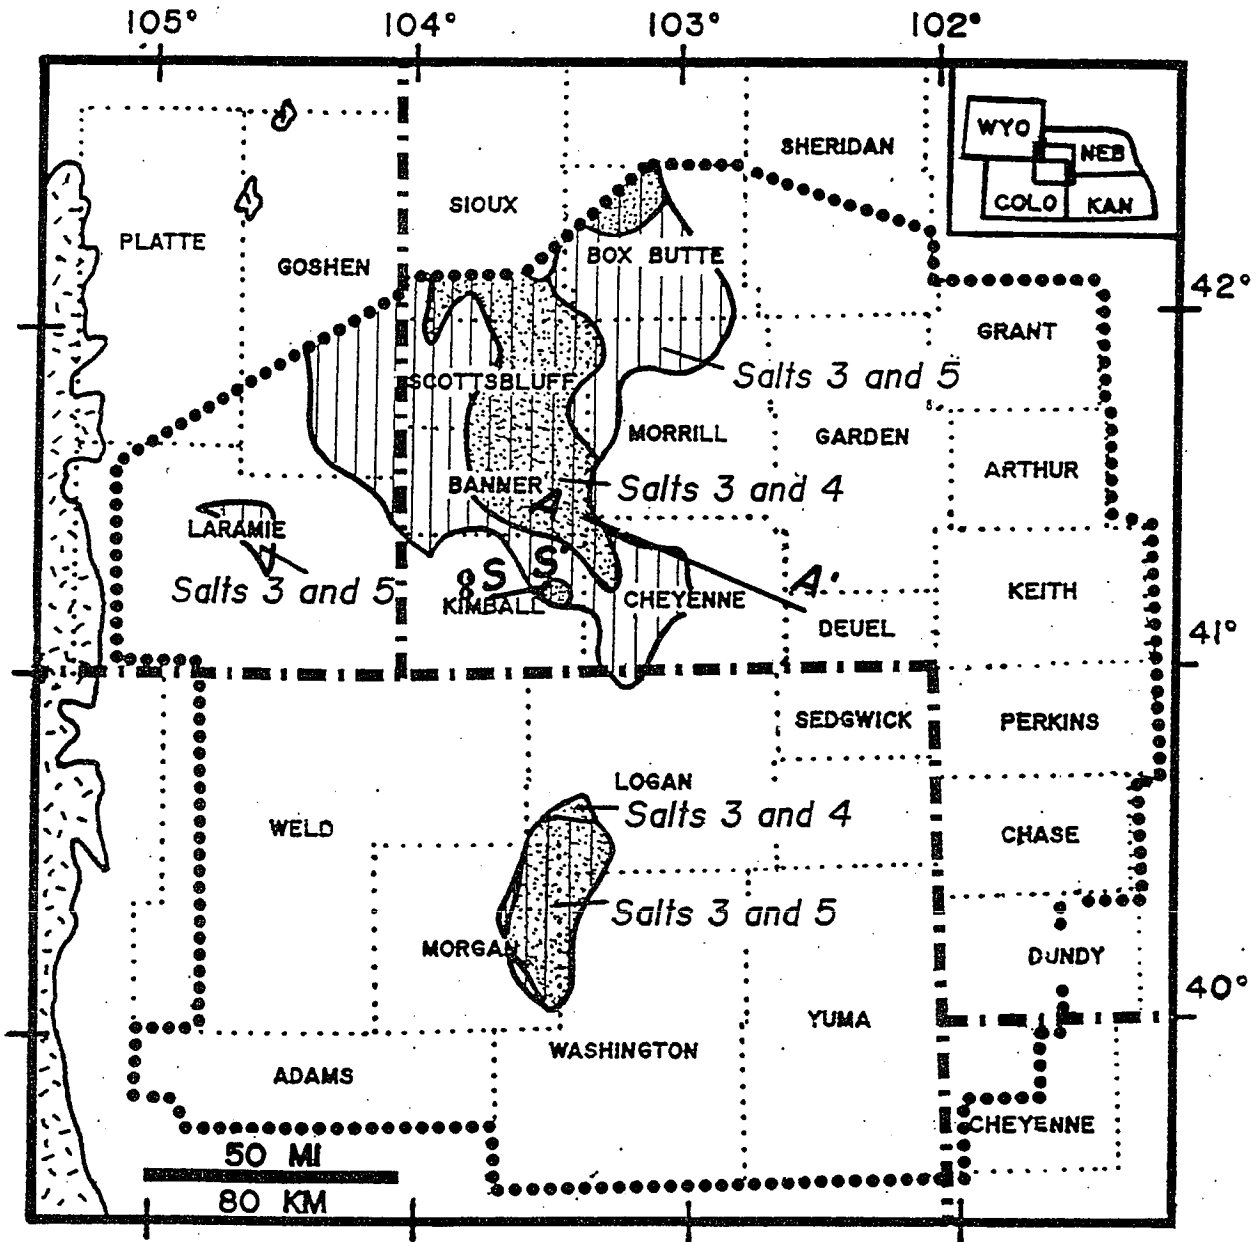 105° 104° 103° 102°
WYO
NEB
COLO KAN
SHERIDAN
SIOUX
PLATTE
BOX BUTTE
GOSHEN
42°
GRANT
Salts 3 and 5
SCOTTSBLUFF
MORRILL
GARDEN
ARTHUR
BANNER
Salts 3 and 4
A
LARAMIE
S S'
A'
Salts 3 and 5
KIMBALL
CHEYENNE
KEITH
DEUEL
41°
SEDGWICK
PERKINS
LOGAN
Salts 3 and 4
WELD
CHASE
Salts 3 and 5
MORGAN
DUNDY
40°
YUMA
WASHINGTON
ADAMS
CHEYENNE
50 MI
80 KM